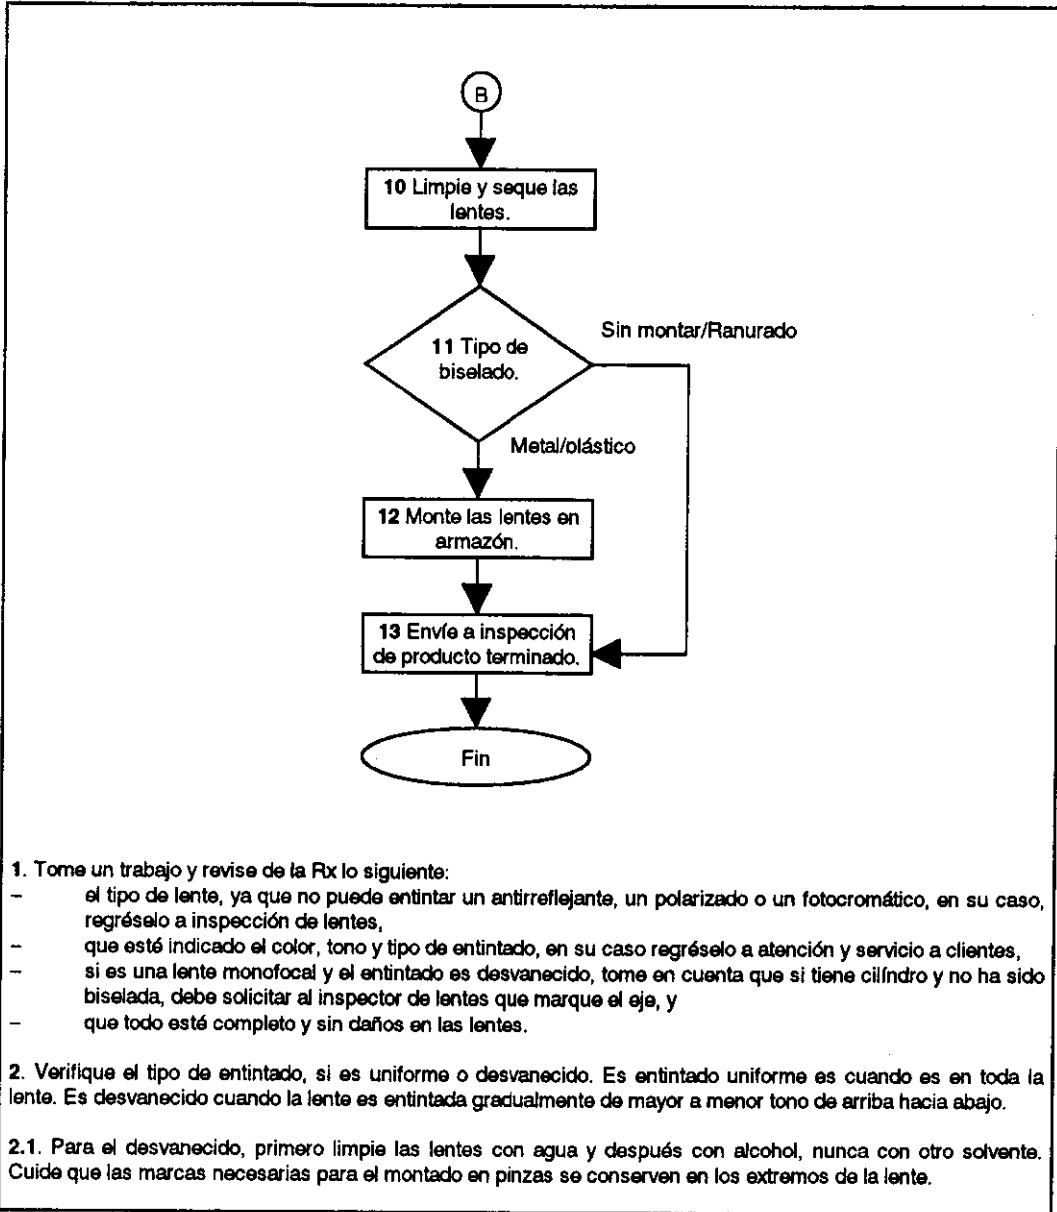 B
10 Limpie y seque las
lentes.
Sin montar/Ranurado
11 Tipo de
biselado.
Metal/olástico
12 Monte las lentes en
armazón.
13 Envíe a inspección
de producto terminado.
Fin
1. Tome un trabajo y revise de la Rx lo siguiente:
– el tipo de lente, ya que no puede entintar un antirreflejante, un polarizado o un fotocromático, en su caso,
regréselo a inspección de lentes,
– que esté indicado el color, tono y tipo de entintado, en su caso regréselo a atención y servicio a clientes,
– si es una lente monofocal y el entintado es desvanecido, tome en cuenta que si tiene cilíndro y no ha sido
biselada, debe solicitar al inspector de lentes que marque el eje, y
– que todo esté completo y sin daños en las lentes.
2. Verifique el tipo de entintado, si es uniforme o desvanecido. Es entintado uniforme es cuando es en toda la
lente. Es desvanecido cuando la lente es entintada gradualmente de mayor a menor tono de arriba hacia abajo.
2.1. Para el desvanecido, primero limpie las lentes con agua y después con alcohol, nunca con otro solvente.
Cuide que las marcas necesarias para el montado en pinzas se conserven en los extremos de la lente.